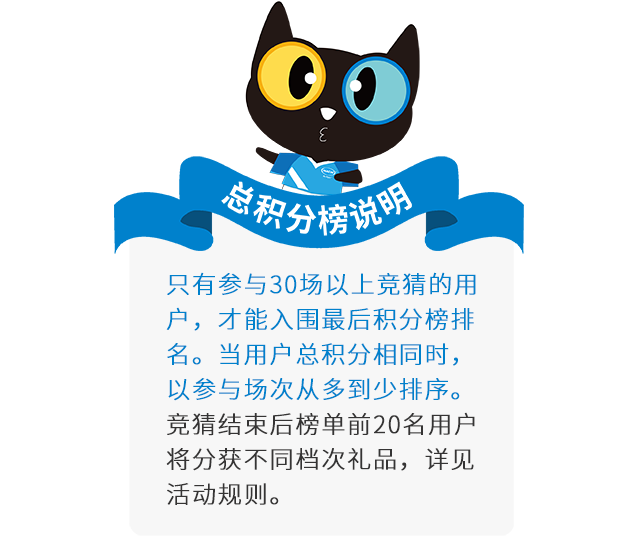 总积分榜说明
只有参与30场以上竞猜的用
户，才能入围最后积分榜排
名。当用户总积分相同时，
以参与场次从多到少排序。
竞猜结束后榜单前20名用户
将分获不同档次礼品，详见
活动规则。